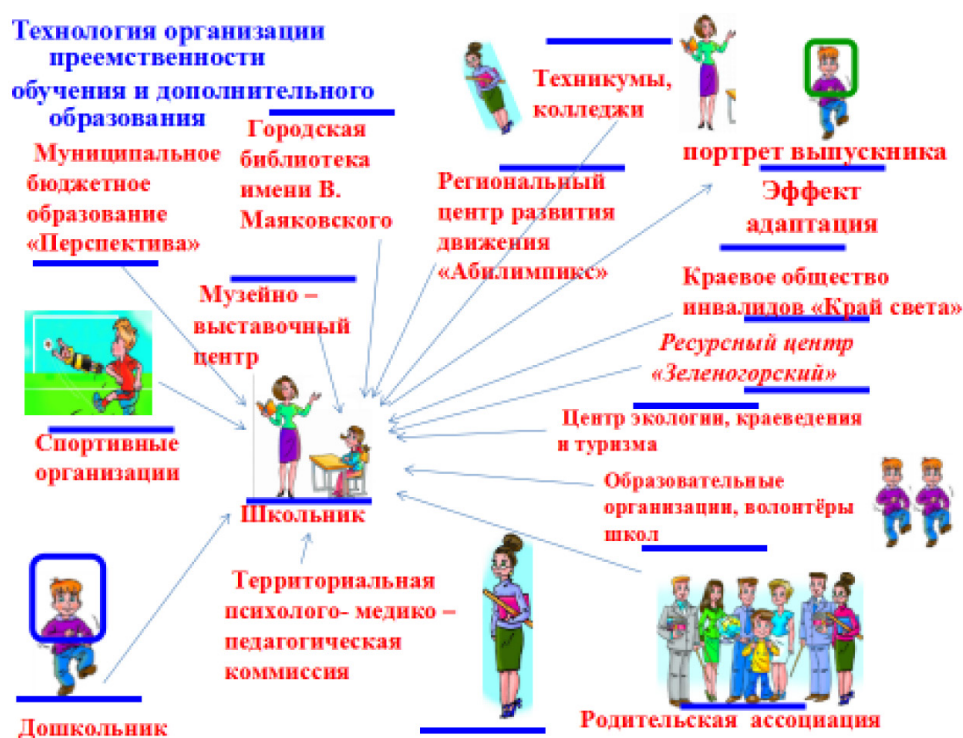 Технология организации
преемственности
обучения и дополнительного
образования
Муниципальное
бюджетное
образование
«Перспектива»
Городская
библиотека
имени В.
Маяковского
Техникумы,
колледжи
портрет выпускника
Эффект
адаптация
Региональный
центр развития
движения
«Абилимпикс»
Музейно –
выставочный
центр
Краевое общество
инвалидов «Край света»
Ресурсный центр
«Зеленогорский»
Центр экологии, краеведения
и туризма
Спортивные
организации
Образовательные
организации, волонтёры
школ
Школьник
Территориальная
психолого- медико –
педагогическая
комиссия
Дошкольник
Родительская ассоциация